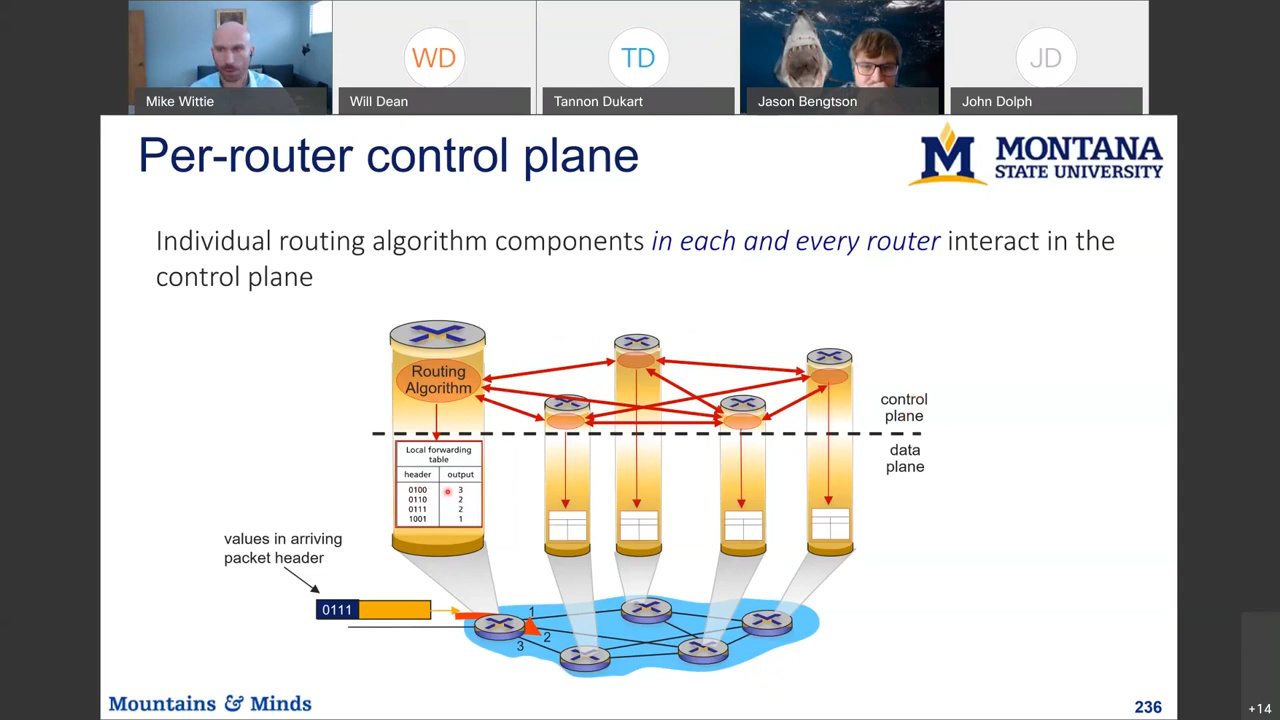 WD
TD
JD
Mike Wittie
Will Dean
Tannon Dukart
Jason Bengtson
John Dolph
Per-router control plane
M MONTANA
STATE UNIVERSITY
Individual routing algorithm components in each and every router interact in the
control plane
Routing
Algorithm
control
plane
data
plane
Local forwarding
table
header output
0100 3
0110 2
0111 2
1001 1
values in arriving
packet header
0111
1
2
3
Mountains & Minds
236
+14